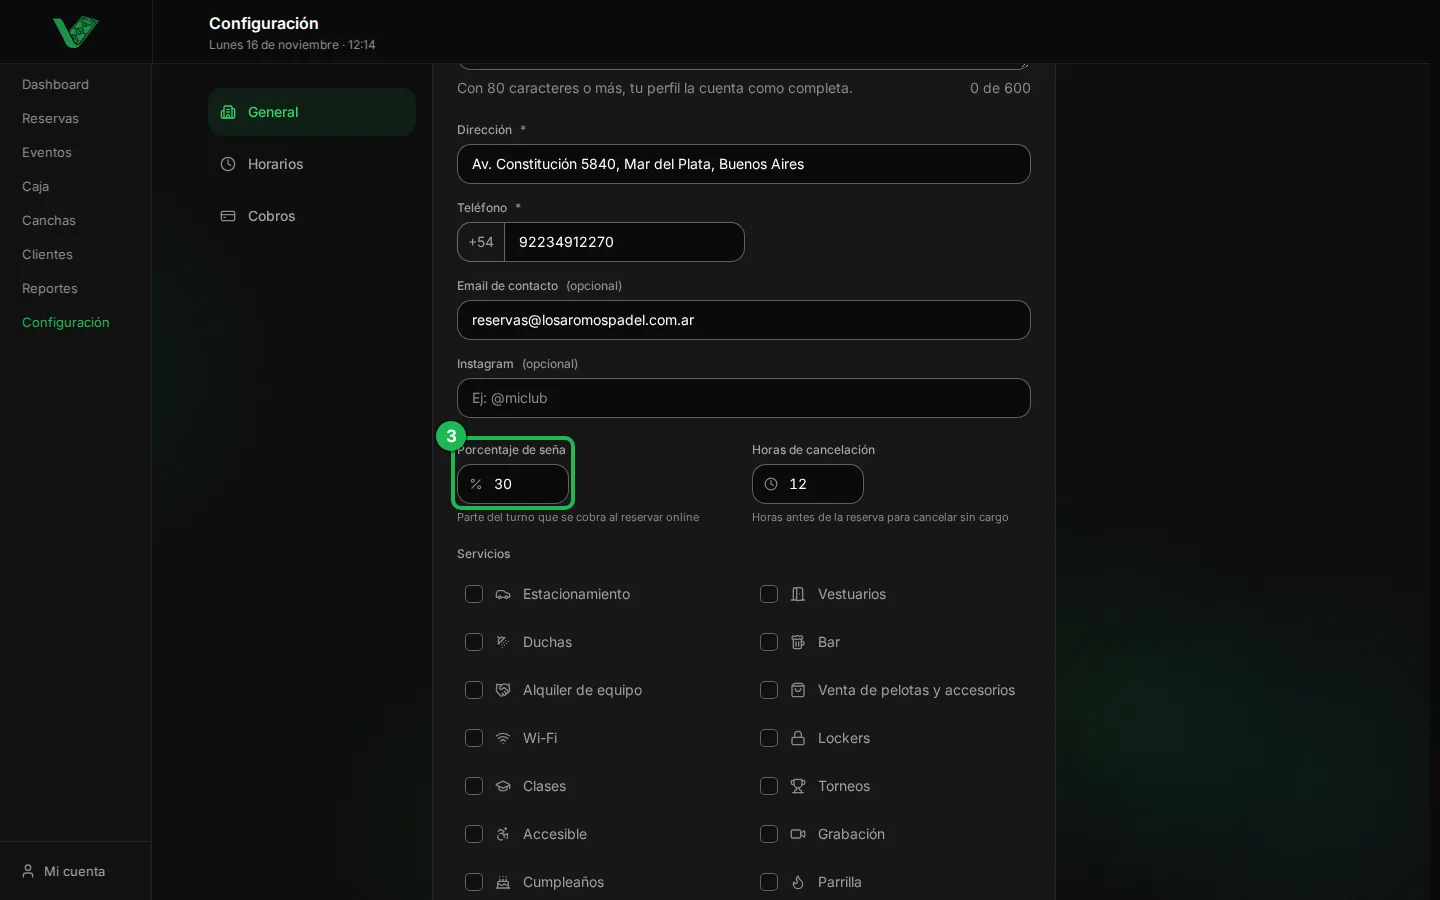 Configuración
Lunes 16 de noviembre · 12:14
Dashboard
Reservas
Eventos
Caja
Canchas
Clientes
Reportes
Configuración
Mi cuenta
General
Horarios
Cobros
Con 80 caracteres o más, tu perfil la cuenta como completa.
0 de 600
Dirección *
Av. Constitución 5840, Mar del Plata, Buenos Aires
Teléfono *
+54 92234912270
Email de contacto (opcional)
reservas@losaromospadel.com.ar
Instagram (opcional)
Ej: @miclub
3
Porcentaje de seña
% 30
Parte del turno que se cobra al reservar online
Horas de cancelación
12
Horas antes de la reserva para cancelar sin cargo
Servicios
Estacionamiento
Vestuarios
Duchas
Bar
Alquiler de equipo
Venta de pelotas y accesorios
Wi-Fi
Lockers
Clases
Torneos
Accesible
Grabación
Cumpleaños
Parrilla